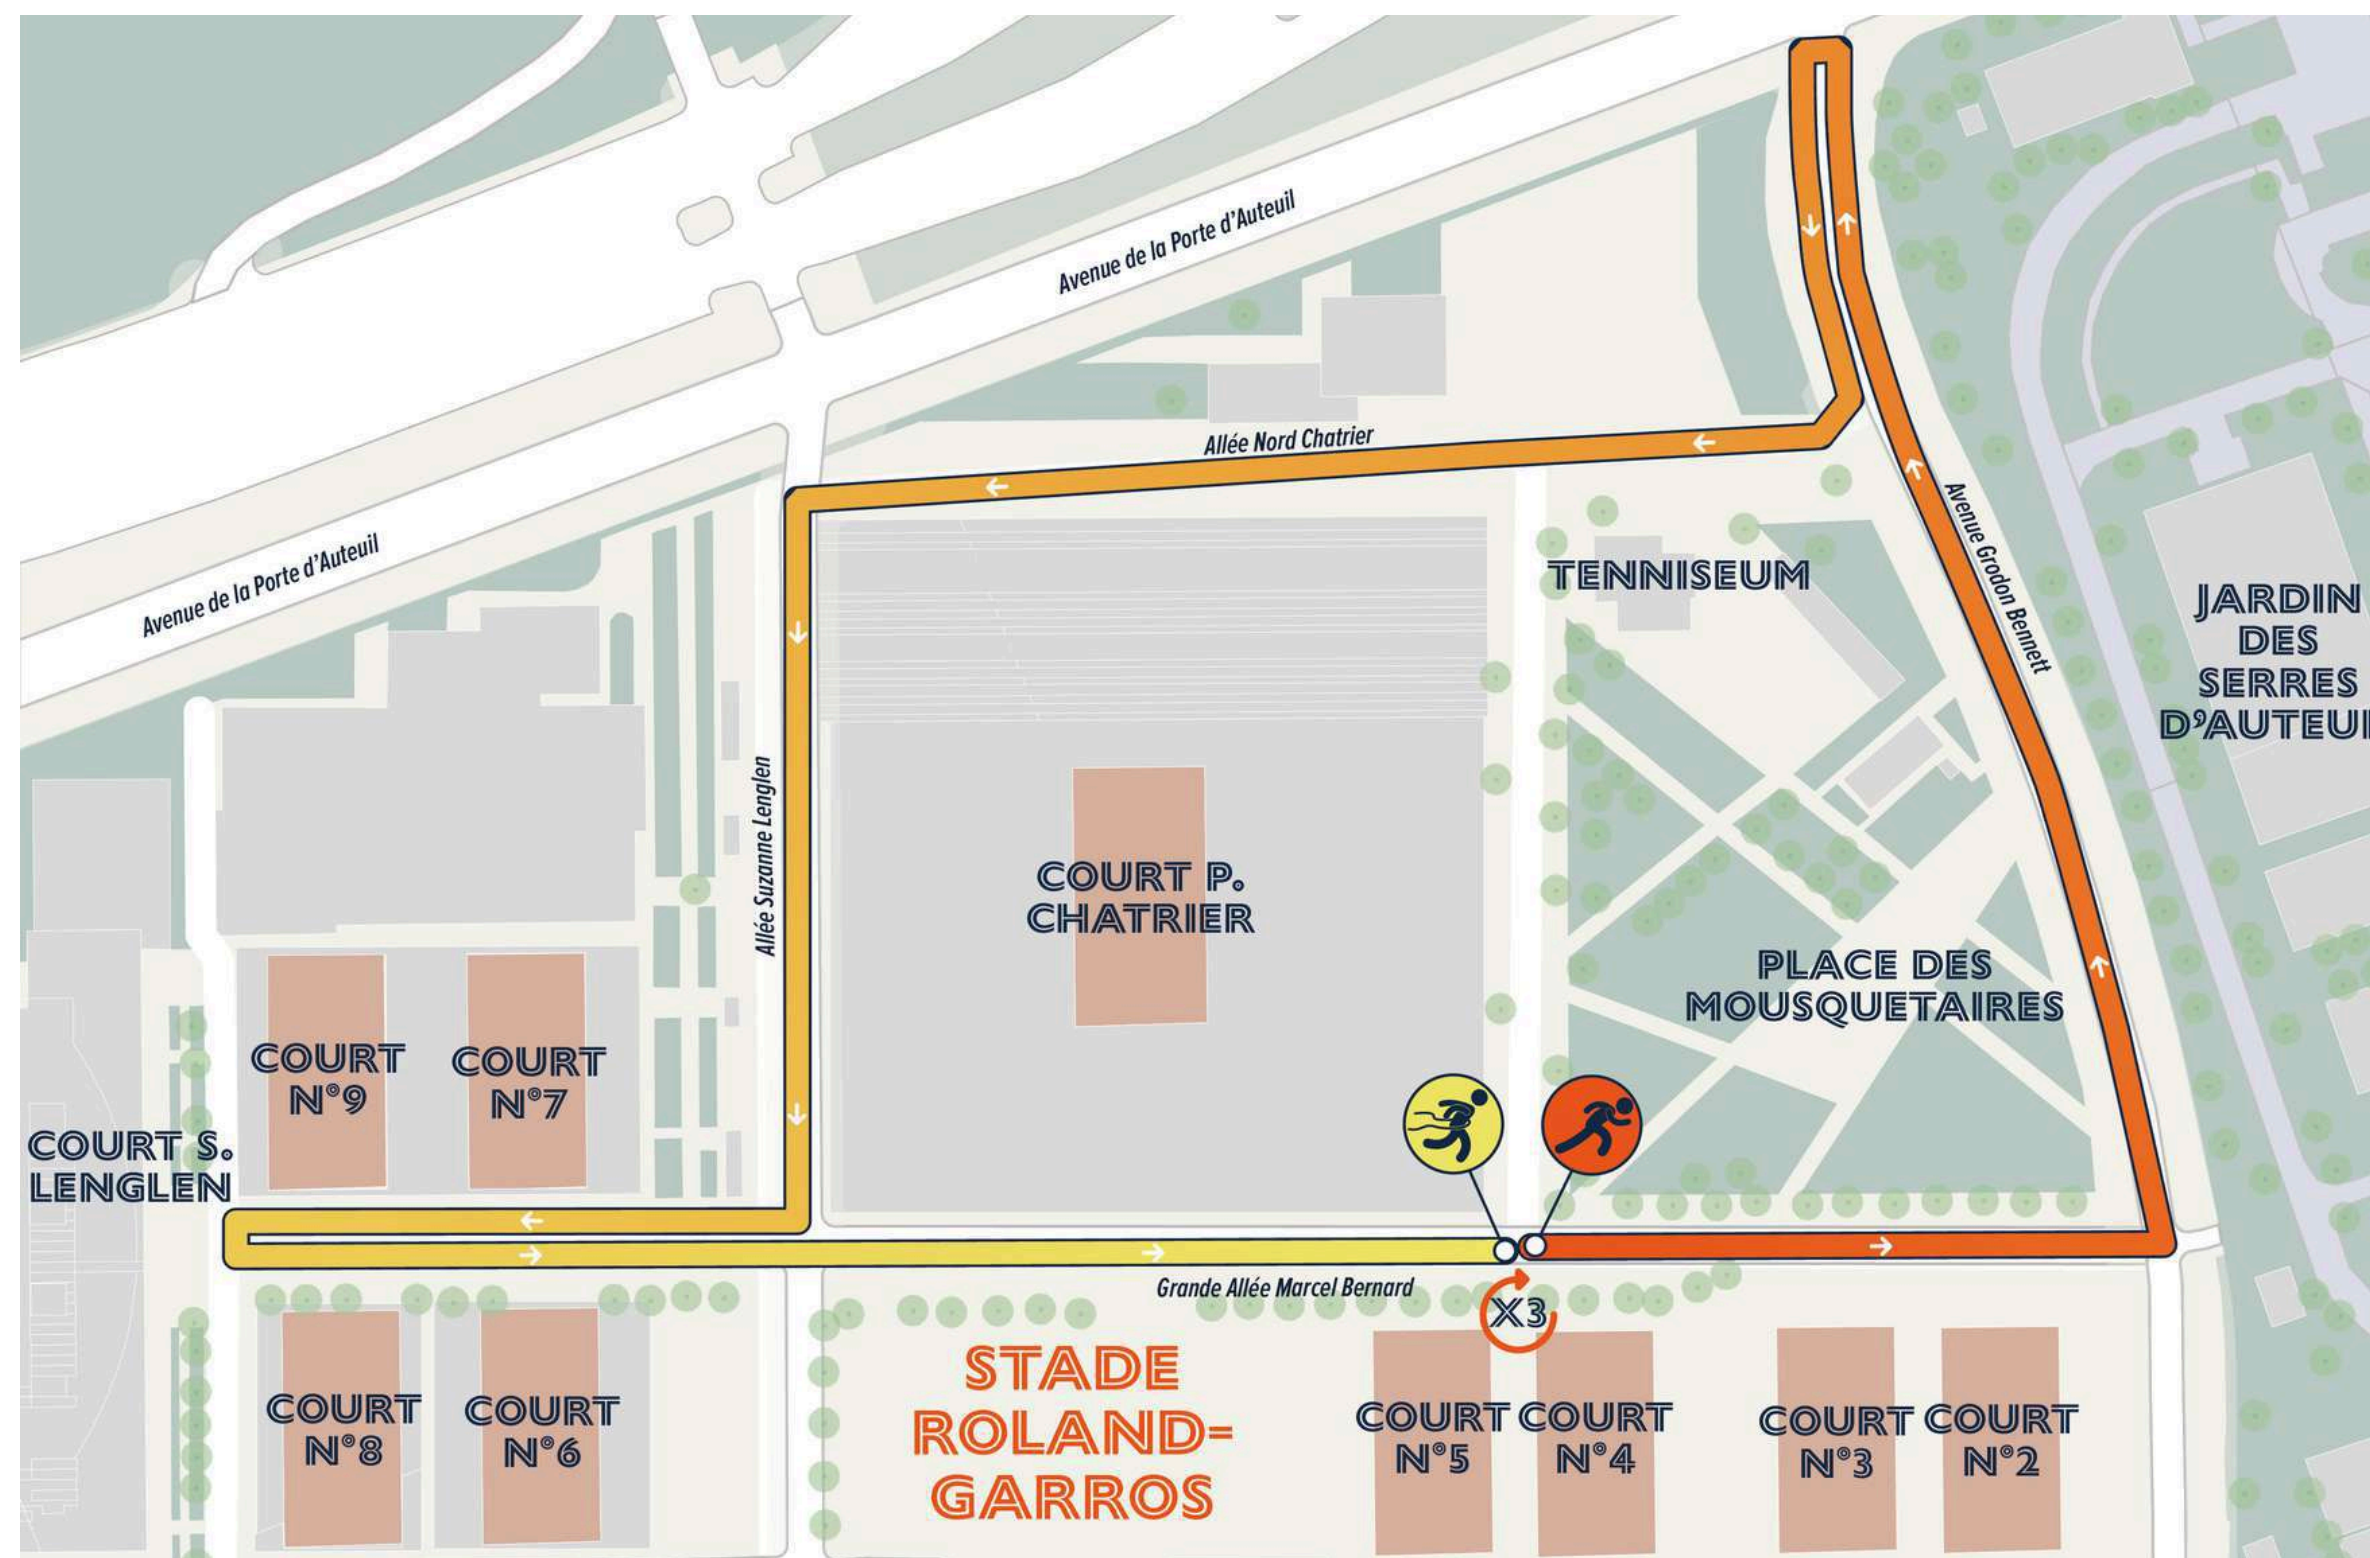 Avenue de la Porte d'Auteuil
Allée Nord Chatrier
Avenue de la Porte d'Auteuil
Avenue Grodon Bennett
TENNISEUM
JARDIN
DES
SERRES
D'AUTEUI
Allée Suzanne Lenglen
COURT P.
CHATRIER
PLACE DES
MOUSQUETAIRES
COURT
N°9
COURT
N°7
COURT S.
LENGLEN
Grande Allée Marcel Bernard
X3
STADE
ROLAND-
GARROS
COURT
N°8
COURT
N°6
COURT
N°5
COURT
N°4
COURT
N°3
COURT
N°2